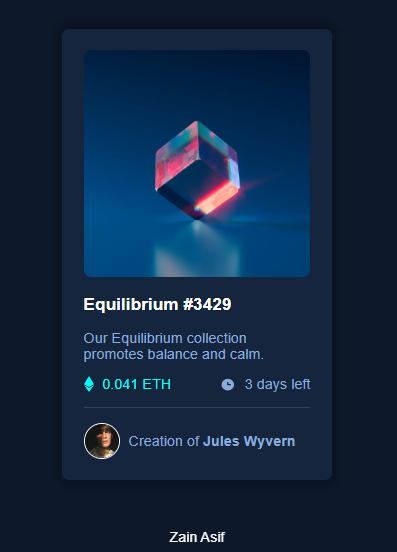 Equilibrium #3429
Our Equilibrium collection
promotes balance and calm.
0.041 ETH
3 days left
Creation of Jules Wyvern
Zain Asif